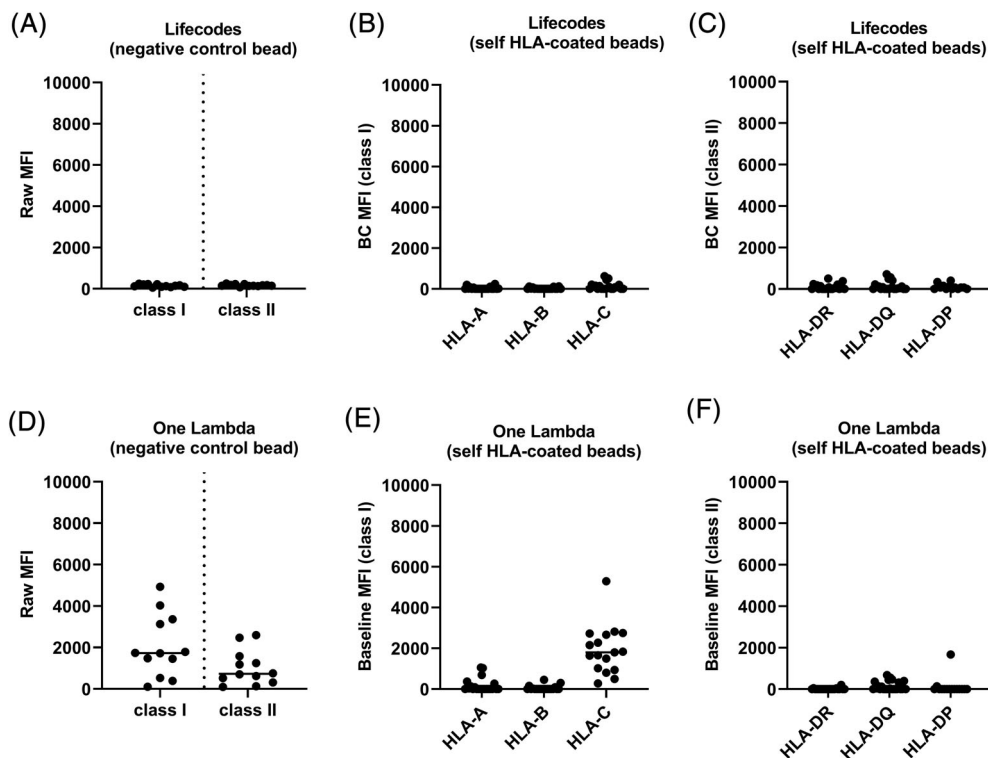 (A)
Lifecodes
(negative control bead)
Raw MFI
10000
8000
6000
4000
2000
0
class I
class II
(B)
Lifecodes
(self HLA-coated beads)
BC MFI (class I)
10000
8000
6000
4000
2000
0
HLA-A
HLA-B
HLA-C
(C)
Lifecodes
(self HLA-coated beads)
BC MFI (class II)
10000
8000
6000
4000
2000
0
HLA-DR
HLA-DQ
HLA-DP
(D)
One Lambda
(negative control bead)
Raw MFI
10000
8000
6000
4000
2000
0
class I
class II
(E)
One Lambda
(self HLA-coated beads)
Baseline MFI (class I)
10000
8000
6000
4000
2000
0
HLA-A
HLA-B
HLA-C
(F)
One Lambda
(self HLA-coated beads)
Baseline MFI (class II)
10000
8000
6000
4000
2000
0
HLA-DR
HLA-DQ
HLA-DP